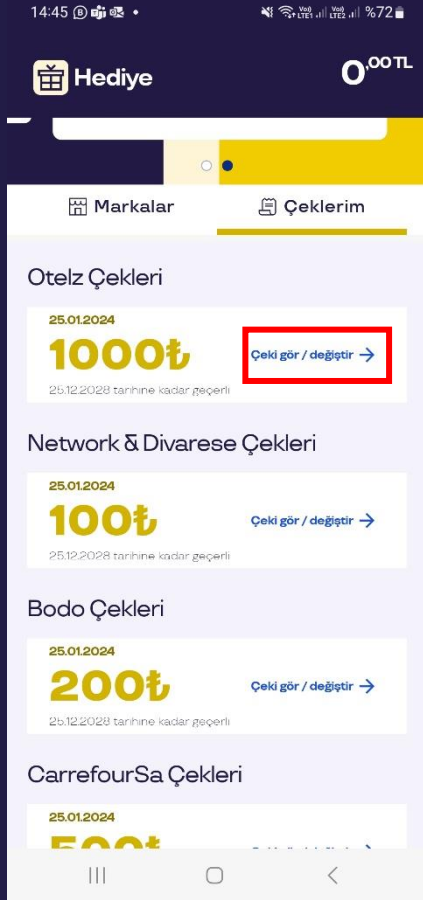 14:45 %72
Hediye 0,00 TL
Markalar Çeklerim
Otelz Çekleri
25.01.2024
1000₺ Çeki gör / değiştir →
25.12.2028 tarihine kadar geçerli
Network & Divarese Çekleri
25.01.2024
100₺ Çeki gör / değiştir →
25.12.2028 tarihine kadar geçerli
Bodo Çekleri
25.01.2024
200₺ Çeki gör / değiştir →
25.12.2028 tarihine kadar geçerli
CarrefourSa Çekleri
25.01.2024
500₺